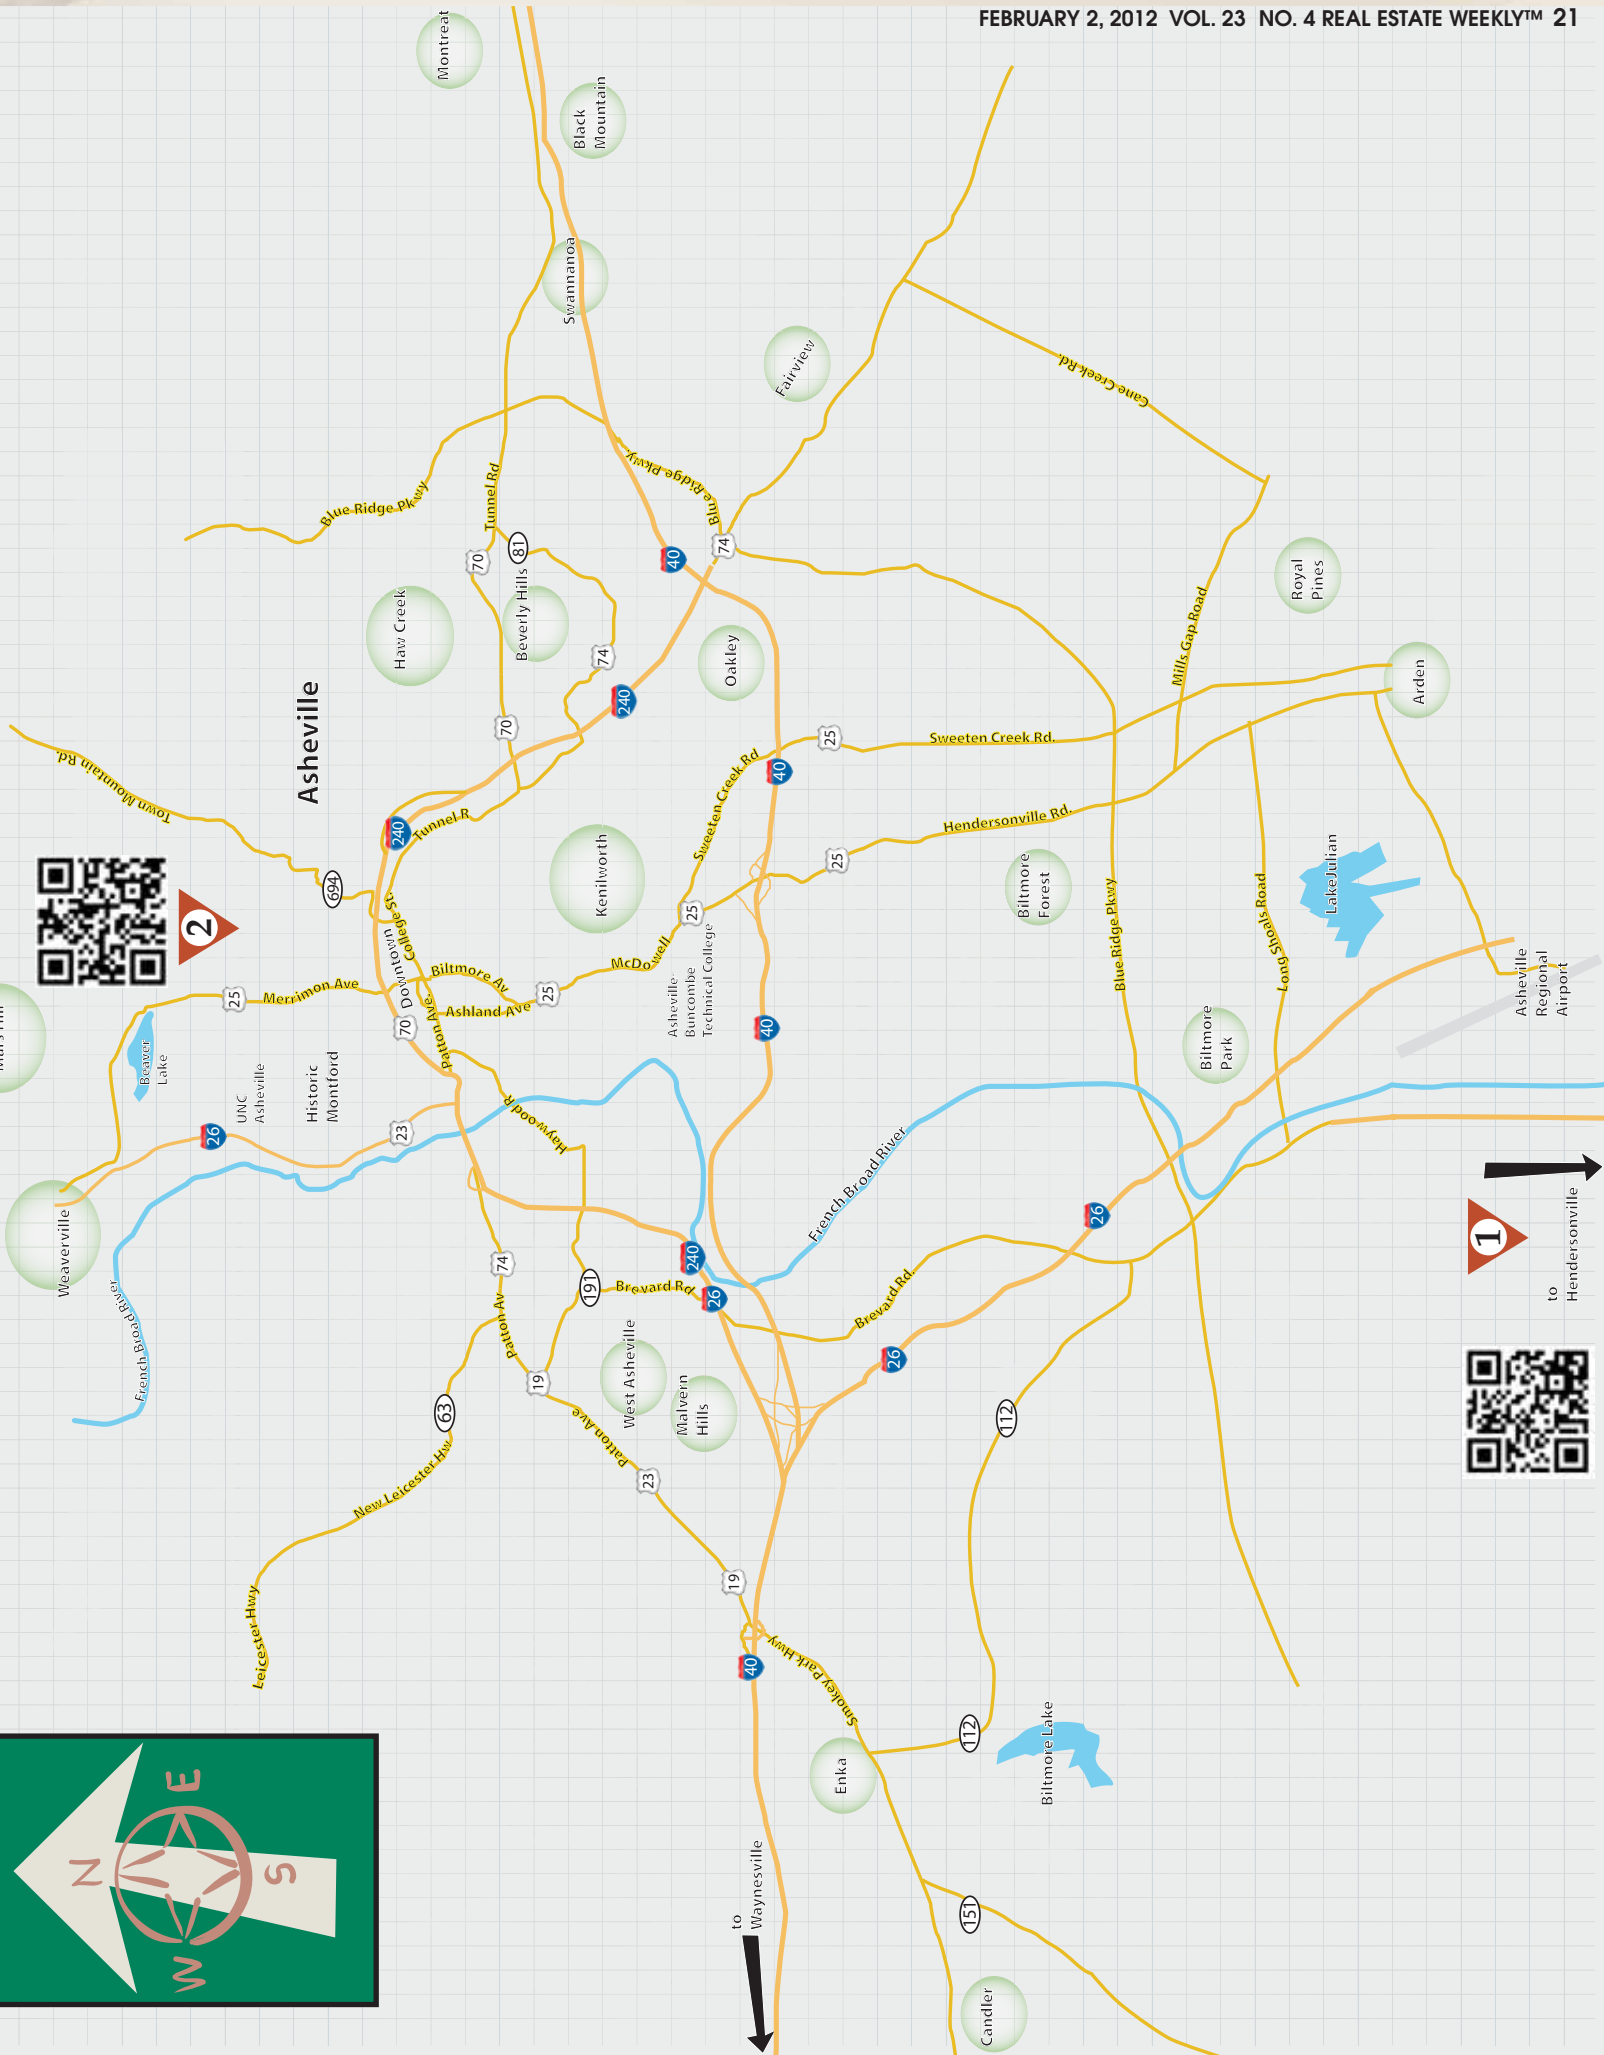 FEBRUARY 2, 2012 VOL. 23 NO. 4 REAL ESTATE WEEKLY™ 21
Montreat
Black
Mountain
Swannanoa
Fairview
Cane Creek Rd.
Blue Ridge Pkwy
Tunnel Rd
Blue Ridge Pkwy.
70
81
40
74
Haw Creek
Beverly Hills
74
Oakley
240
70
Royal
Pines
Mills Gap Road
Arden
Asheville
Town Mountain Rd.
240
Tunnel R
Sweeten Creek Rd
40
25
Sweeten Creek Rd.
Hendersonville Rd.
25
694
2
College St.
Downtown
Kenilworth
25
Biltmore
Forest
Blue Ridge Pkwy
Long Shoals Road
LakeJulian
25
Merrimon Ave
Biltmore Av
Ashland Ave
25
McDowell
Asheville-
Buncombe
Technical College
40
70
Patton Ave.
Asheville
Regional
Airport
Biltmore
Park
Beaver
Lake
UNC
Asheville
Historic
Montford
26
23
Haywood R
French Broad River
Weaverville
French Broad River
74
191
Brevard Rd
240
26
Brevard Rd.
26
26
1
to
Hendersonville
Patton Av
19
63
New Leicester Hw
Leicester Hwy
West Asheville
Malvern
Hills
Patton Ave
23
19
112
40
Smokey Park Hwy
Enka
112
Biltmore Lake
N
E
S
W
to
Waynesville
151
Candler